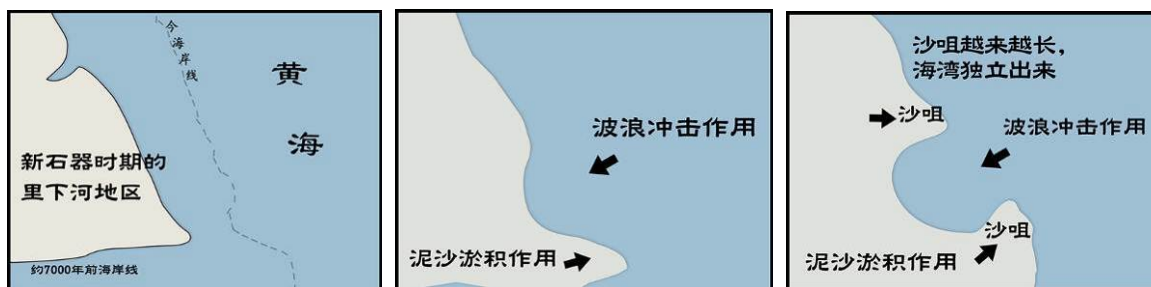 今海岸线
黄
海
新石器时期的
里下河地区
约7000年前海岸线
波浪冲击作用
泥沙淤积作用
沙咀越来越长，
海湾独立出来
沙咀
波浪冲击作用
沙咀
泥沙淤积作用